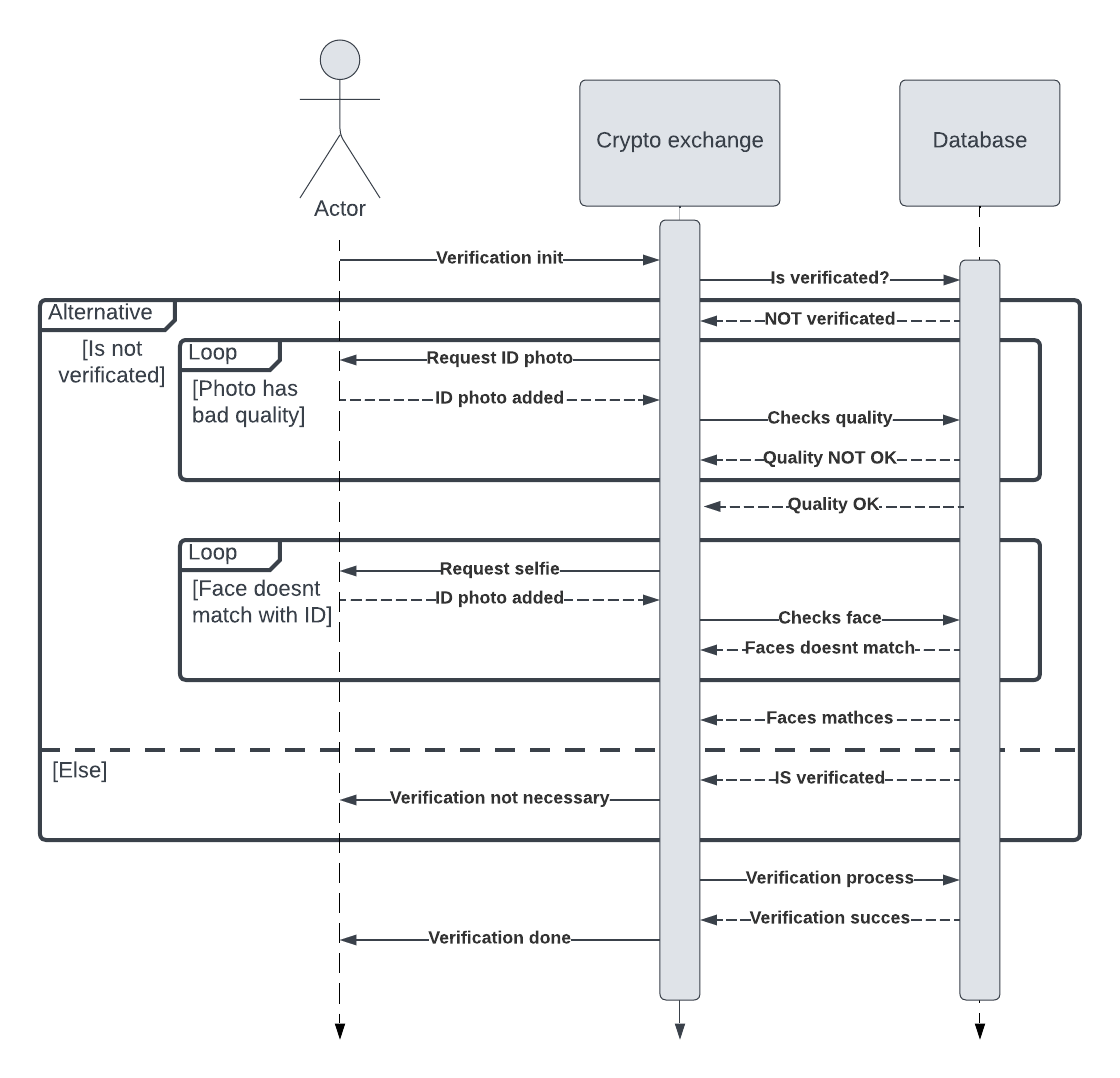 Crypto exchange
Database
Actor
Verification init
Is verificated?
Alternative
NOT verificated
[Is not
verificated]
Loop
Request ID photo
[Photo has
bad quality]
ID photo added
Checks quality
Quality NOT OK
Quality OK
Loop
Request selfie
[Face doesnt
match with ID]
ID photo added
Checks face
Faces doesnt match
Faces mathces
[Else]
IS verificated
Verification not necessary
Verification process
Verification succes
Verification done